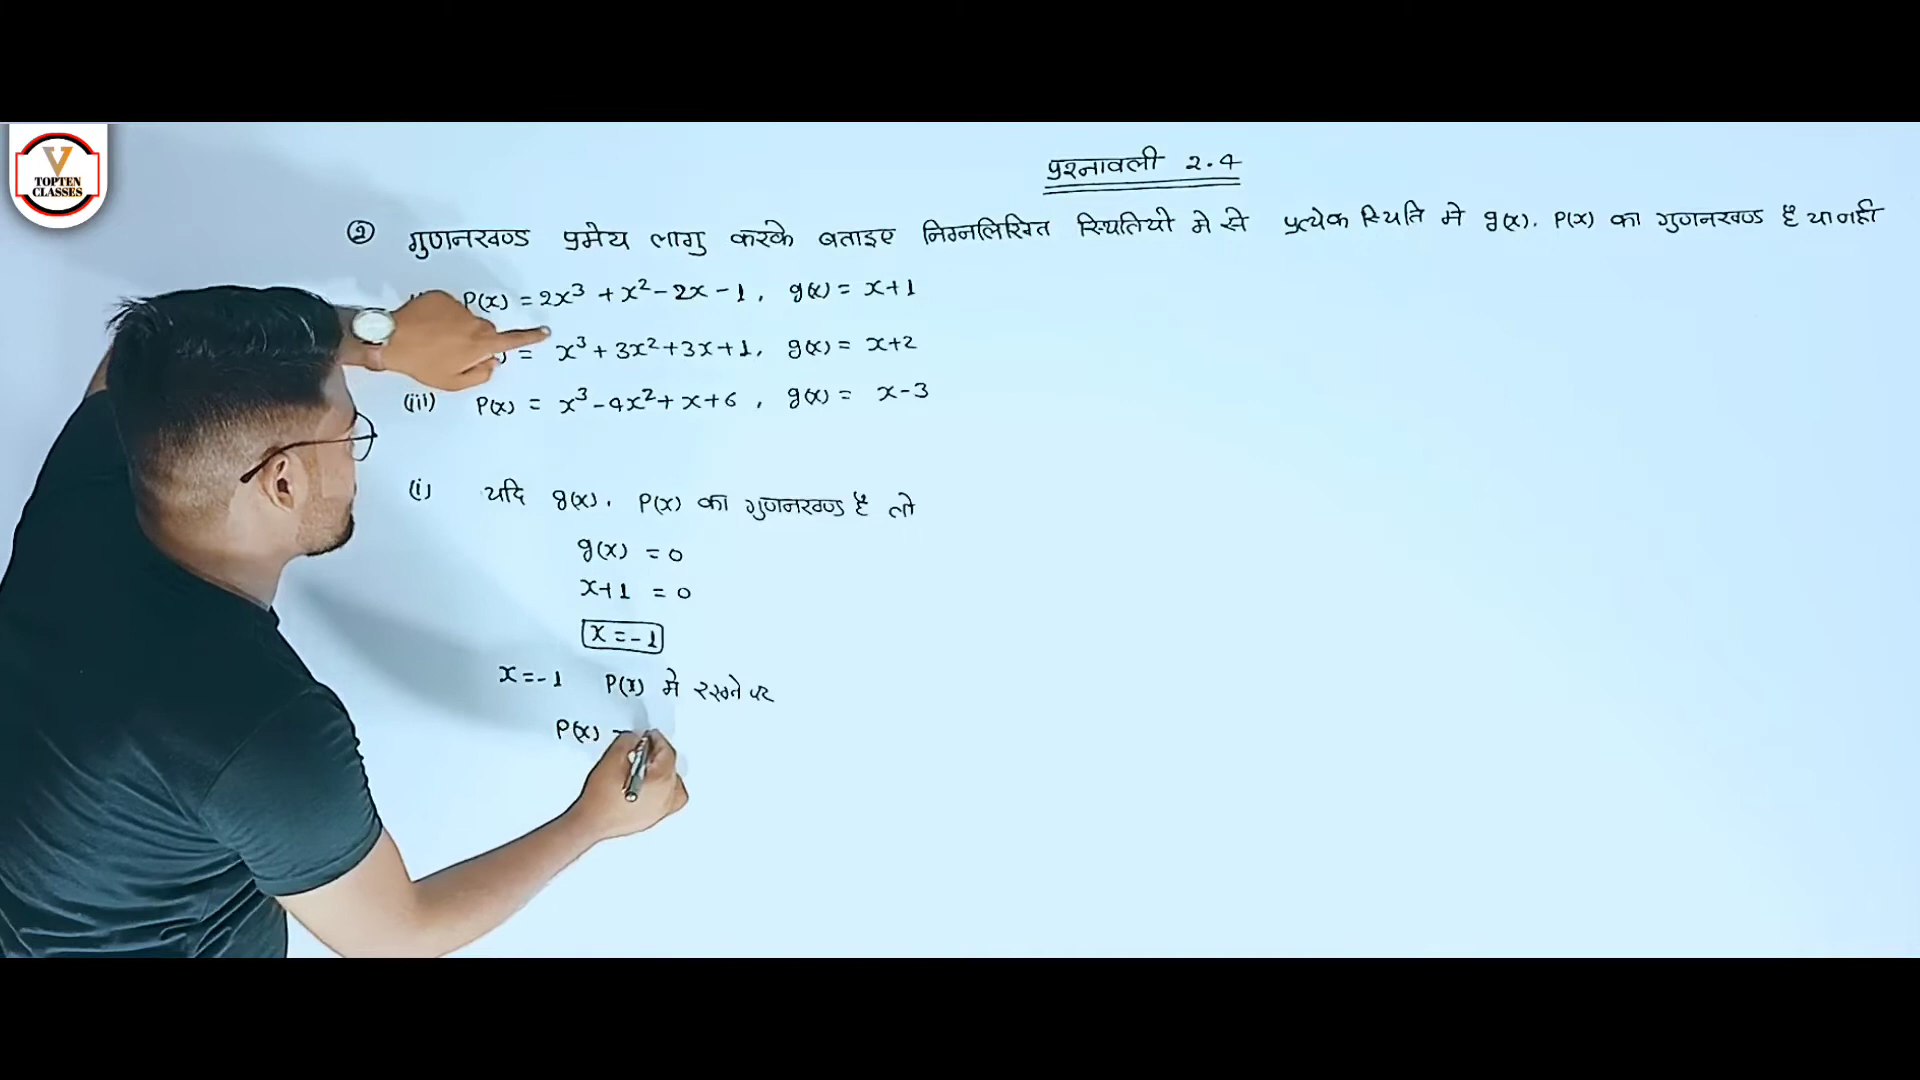 V
TOPTEN
CLASSES
प्रश्नावली 2.4
② गुणनखण्ड प्रमेय लागु करके बताइए निम्नलिखित स्थितियो मे से प्रत्येक स्थिति मे g(x), P(x) का गुणनखण्ड है या नही
P(x) = 2x³ + x² - 2x - 1, g(x) = x+1
) = x³ + 3x² + 3x + 1, g(x) = x+2
(iii) P(x) = x³ - 4x² + x + 6, g(x) = x-3
(i) यदि g(x), P(x) का गुणनखण्ड है तो
g(x) = 0
x+1 = 0
x = -1
x = -1 P(x) मे रखने पर
P(x) =